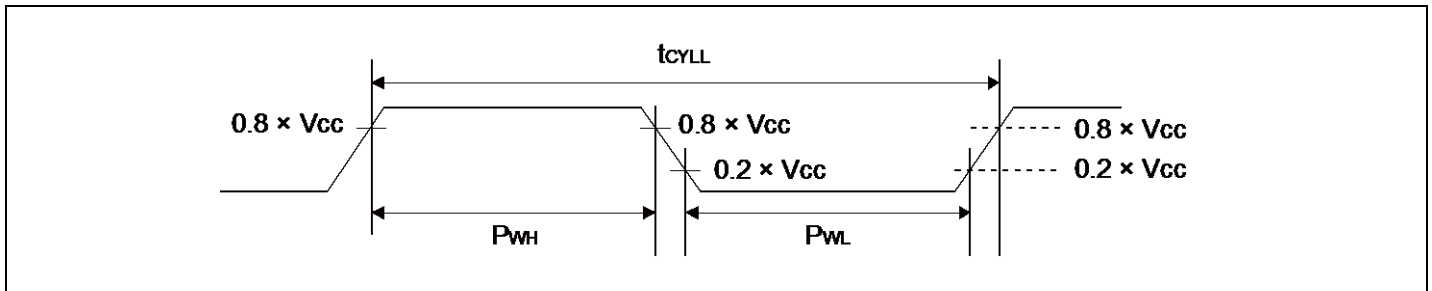 tCYLL
0.8 × Vcc
0.8 × Vcc
0.8 × Vcc
0.2 × Vcc
0.2 × Vcc
PWH
PWL